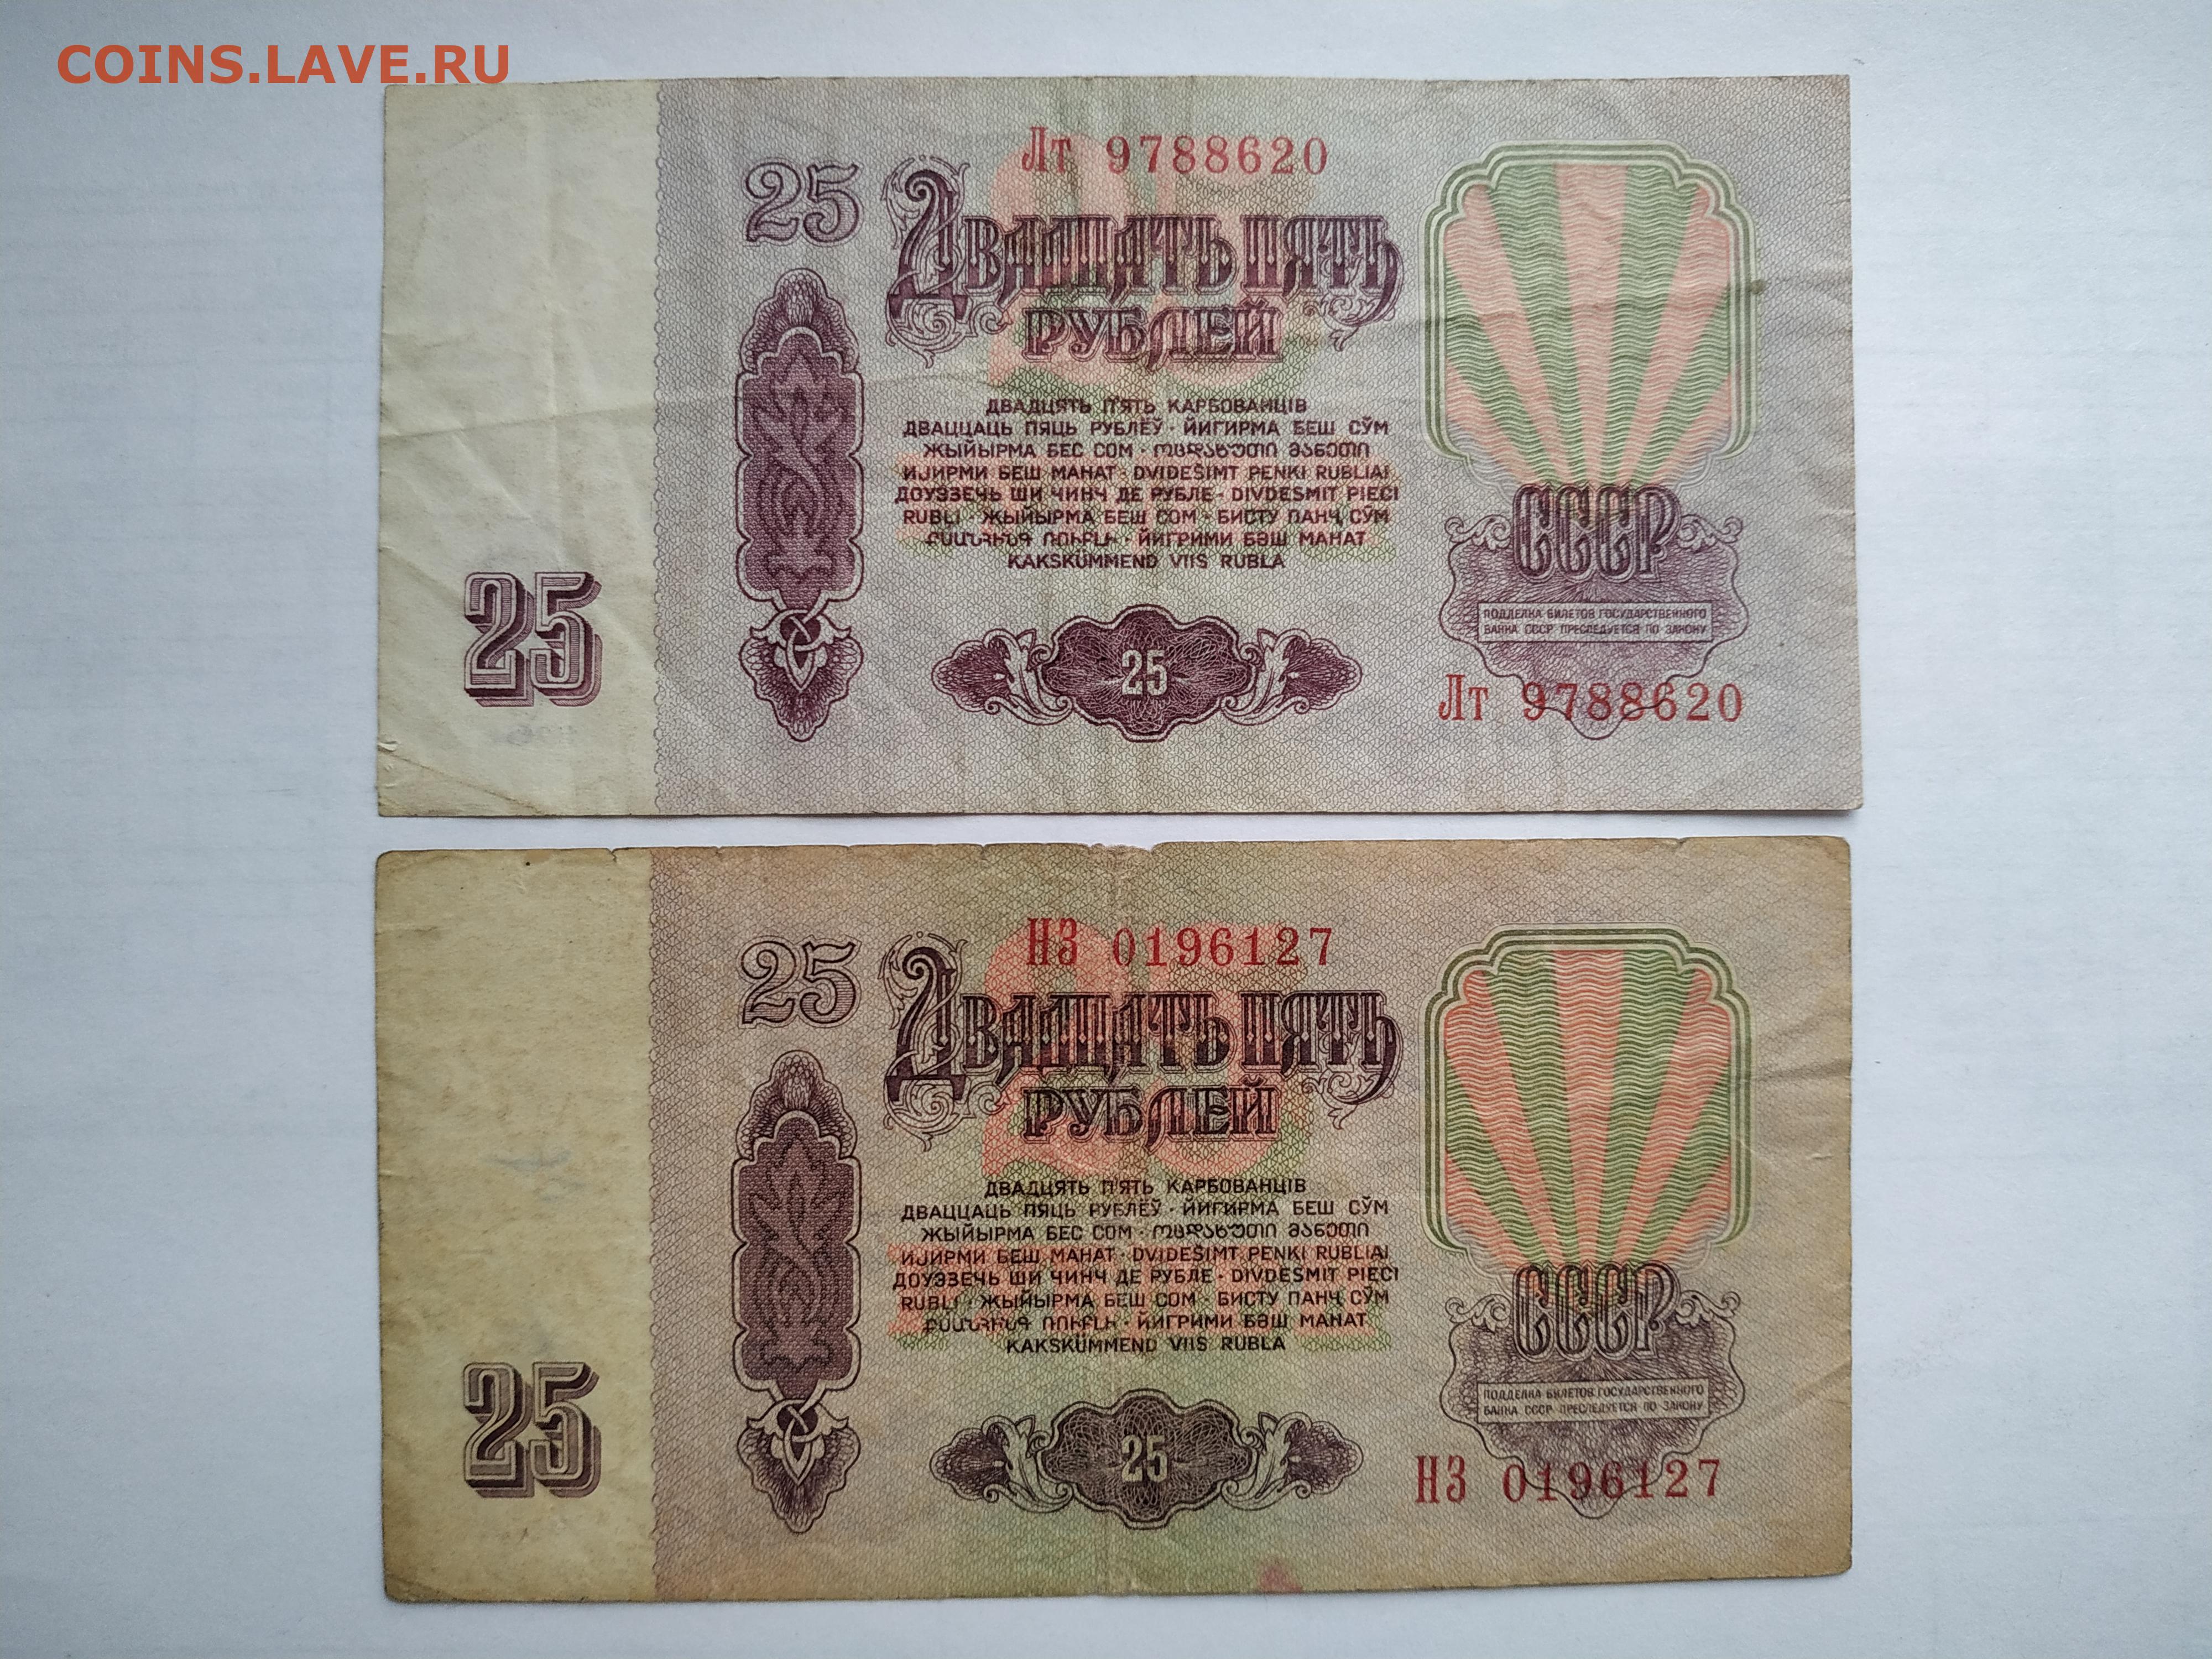 COINS.LAVE.RU
Лт 9788620
25
ДВАДЦАТЬ ПЯТЬ
РУБЛЕЙ
ДВАДЦЯТЬ П'ЯТЬ КАРБОВАНЦІВ
ДВАЦЦАЦЬ ПЯЦЬ РУБЛЁЎ · ЙИГИРМА БЕШ СЎМ
ЖЫЙЫРМА БЕС СОМ · ᲝᲪᲓᲐᲮᲣᲗᲘ ᲛᲐᲜᲔᲗᲘ
ИЈИРМИ БЕШ МАНАТ · DVIDEŠIMT PENKI RUBLIAI
ДОУЭЗЕЧЬ ШИ ЧИНЧ ДЕ РУБЛЕ · DIVDESMIT PIECI
RUBĻI · ЖЫЙЫРМА БЕШ СОМ · БИСТУ ПАНҶ СЎМ
ՔՍԱՆՀԻՆԳ ՌՈՒԲԼԻ · ЙИГРИМИ БӘШ МАНАТ
KAKSKÜMMEND VIIS RUBLA
СССР
ПОДДЕЛКА БИЛЕТОВ ГОСУДАРСТВЕННОГО
БАНКА СССР ПРЕСЛЕДУЕТСЯ ПО ЗАКОНУ
25
25
Лт 9788620
НЗ 0196127
25
ДВАДЦАТЬ ПЯТЬ
РУБЛЕЙ
ДВАДЦЯТЬ П'ЯТЬ КАРБОВАНЦІВ
ДВАЦЦАЦЬ ПЯЦЬ РУБЛЁЎ · ЙИГИРМА БЕШ СЎМ
ЖЫЙЫРМА БЕС СОМ · ᲝᲪᲓᲐᲮᲣᲗᲘ ᲛᲐᲜᲔᲗᲘ
ИЈИРМИ БЕШ МАНАТ · DVIDEŠIMT PENKI RUBLIAI
ДОУЭЗЕЧЬ ШИ ЧИНЧ ДЕ РУБЛЕ · DIVDESMIT PIECI
RUBĻI · ЖЫЙЫРМА БЕШ СОМ · БИСТУ ПАНҶ СЎМ
ՔՍԱՆՀԻՆԳ ՌՈՒԲԼԻ · ЙИГРИМИ БӘШ МАНАТ
KAKSKÜMMEND VIIS RUBLA
СССР
ПОДДЕЛКА БИЛЕТОВ ГОСУДАРСТВЕННОГО
БАНКА СССР ПРЕСЛЕДУЕТСЯ ПО ЗАКОНУ
25
25
НЗ 0196127